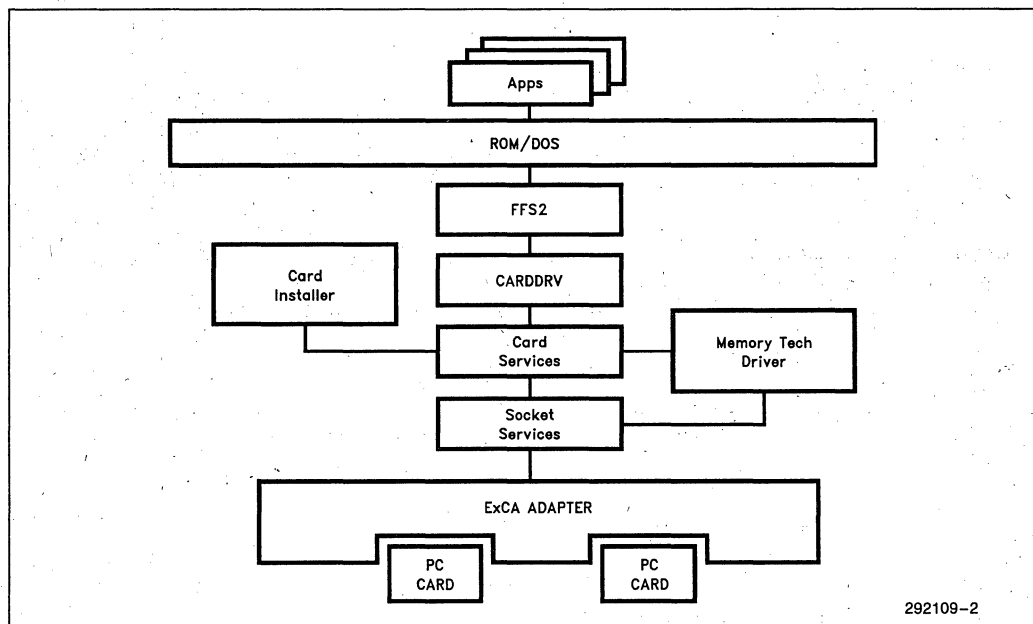 Apps
ROM/DOS
FFS2
Card
Installer
CARDDRV
Card
Services
Memory Tech
Driver
Socket
Services
ExCA ADAPTER
PC
CARD
PC
CARD
292109-2